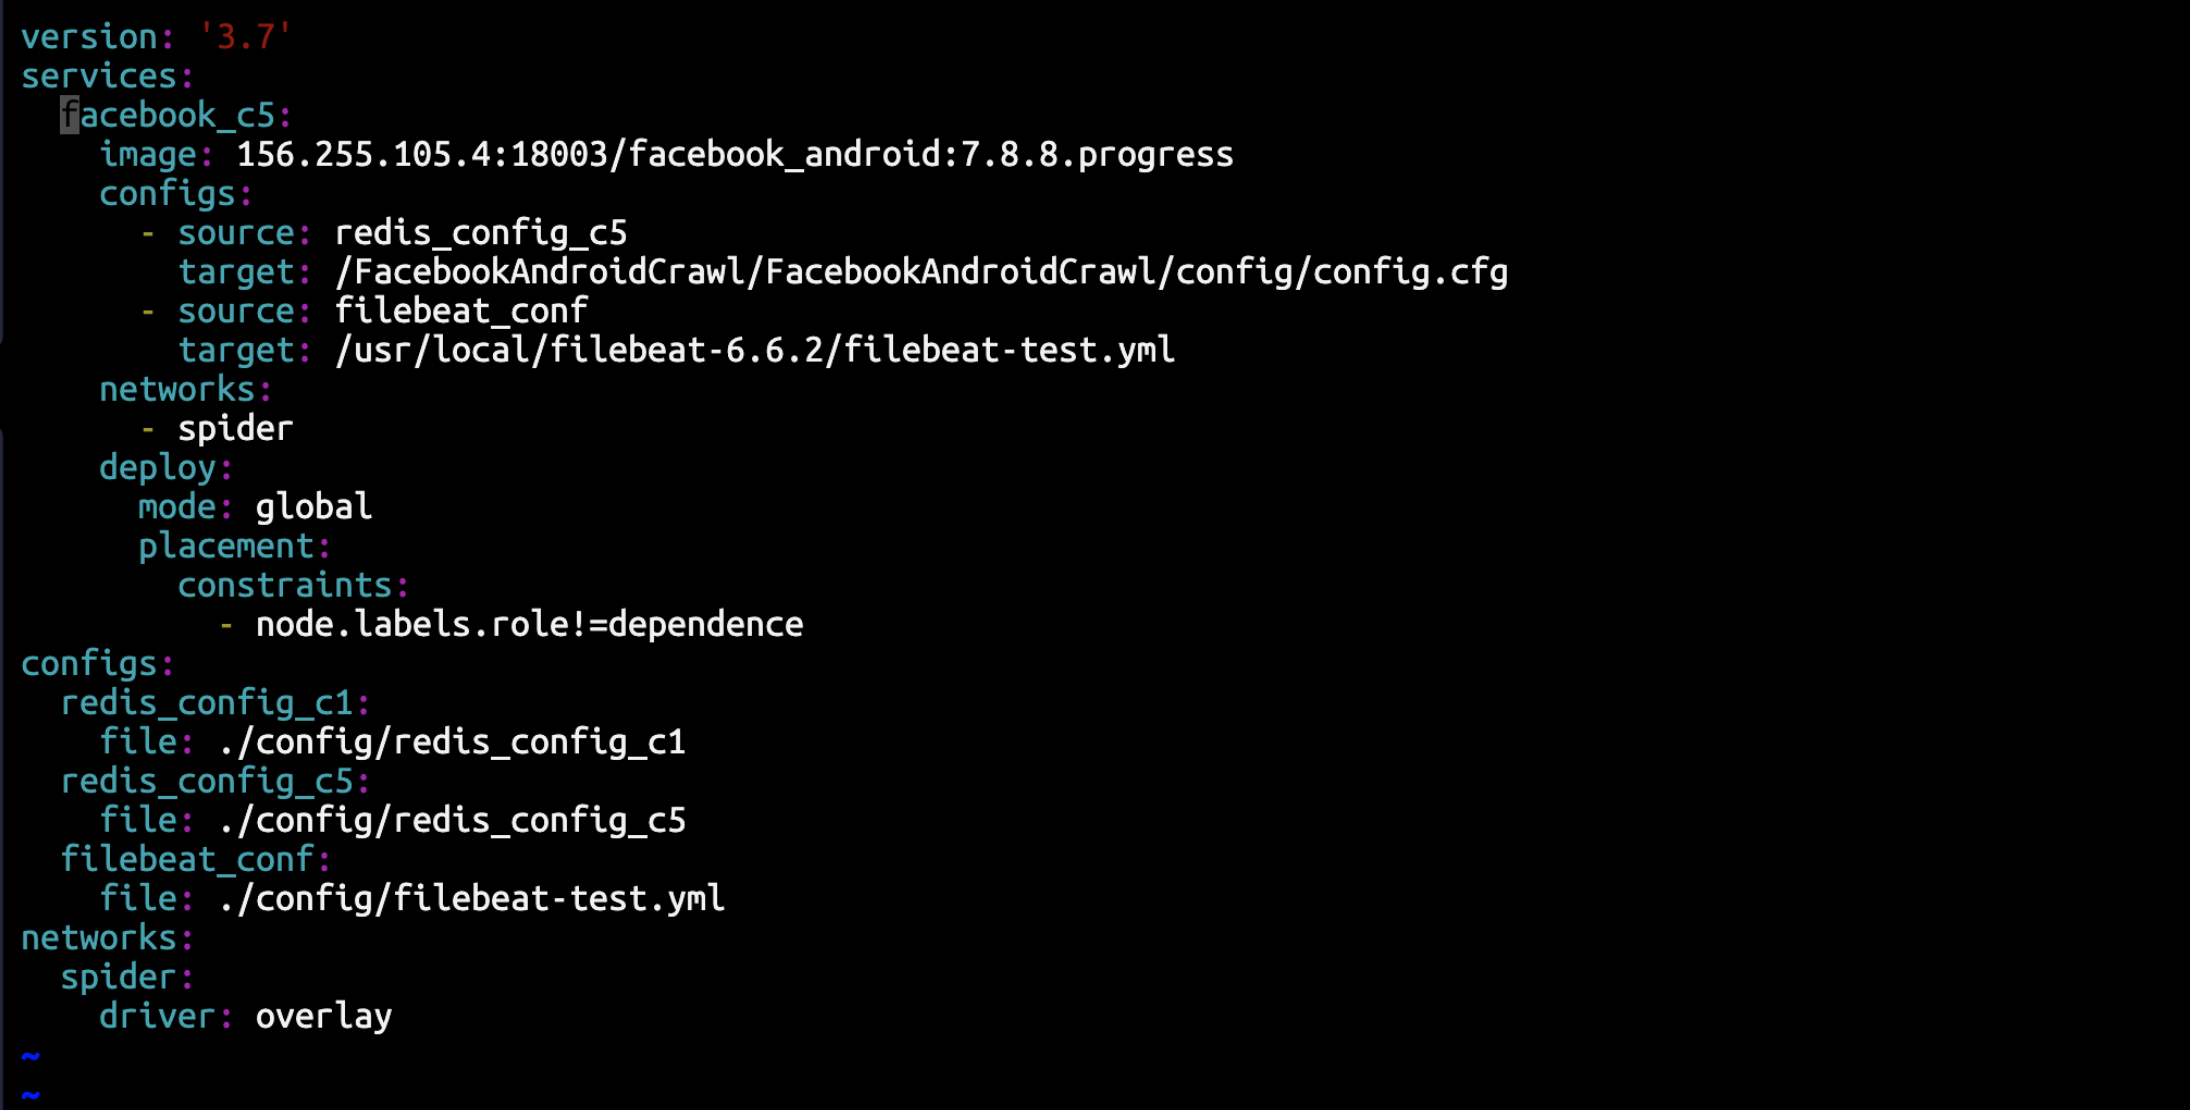 version: '3.7'
services:
  facebook_c5:
    image: 156.255.105.4:18003/facebook_android:7.8.8.progress
    configs:
      - source: redis_config_c5
        target: /FacebookAndroidCrawl/FacebookAndroidCrawl/config/config.cfg
      - source: filebeat_conf
        target: /usr/local/filebeat-6.6.2/filebeat-test.yml
    networks:
      - spider
    deploy:
      mode: global
      placement:
        constraints:
          - node.labels.role!=dependence
configs:
  redis_config_c1:
    file: ./config/redis_config_c1
  redis_config_c5:
    file: ./config/redis_config_c5
  filebeat_conf:
    file: ./config/filebeat-test.yml
networks:
  spider:
    driver: overlay
~
~